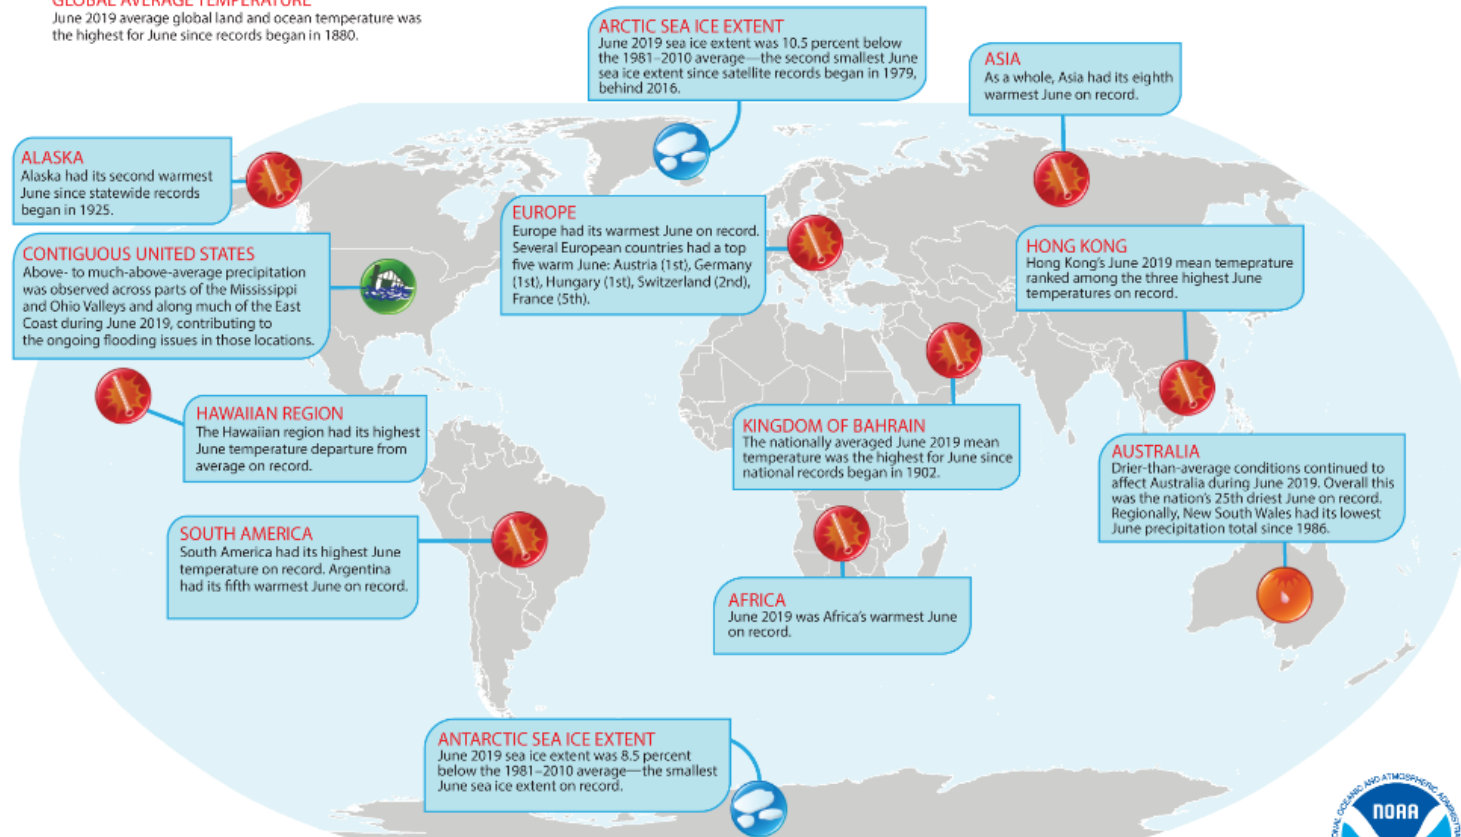 GLOBAL AVERAGE TEMPERATURE
June 2019 average global land and ocean temperature was
the highest for June since records began in 1880.
ARCTIC SEA ICE EXTENT
June 2019 sea ice extent was 10.5 percent below
the 1981–2010 average—the second smallest June
sea ice extent since satellite records began in 1979,
behind 2016.
ASIA
As a whole, Asia had its eighth
warmest June on record.
ALASKA
Alaska had its second warmest
June since statewide records
began in 1925.
EUROPE
Europe had its warmest June on record.
Several European countries had a top
five warm June: Austria (1st), Germany
(1st), Hungary (1st), Switzerland (2nd),
France (5th).
HONG KONG
Hong Kong's June 2019 mean temeprature
ranked among the three highest June
temperatures on record.
CONTIGUOUS UNITED STATES
Above- to much-above-average precipitation
was observed across parts of the Mississippi
and Ohio Valleys and along much of the East
Coast during June 2019, contributing to
the ongoing flooding issues in those locations.
HAWAIIAN REGION
The Hawaiian region had its highest
June temperature departure from
average on record.
KINGDOM OF BAHRAIN
The nationally averaged June 2019 mean
temperature was the highest for June since
national records began in 1902.
AUSTRALIA
Drier-than-average conditions continued to
affect Australia during June 2019. Overall this
was the nation's 25th driest June on record.
Regionally, New South Wales had its lowest
June precipitation total since 1986.
SOUTH AMERICA
South America had its highest June
temperature on record. Argentina
had its fifth warmest June on record.
AFRICA
June 2019 was Africa's warmest June
on record.
ANTARCTIC SEA ICE EXTENT
June 2019 sea ice extent was 8.5 percent
below the 1981–2010 average—the smallest
June sea ice extent on record.
OCEANIC AND ATMOSPHERIC
NOAA